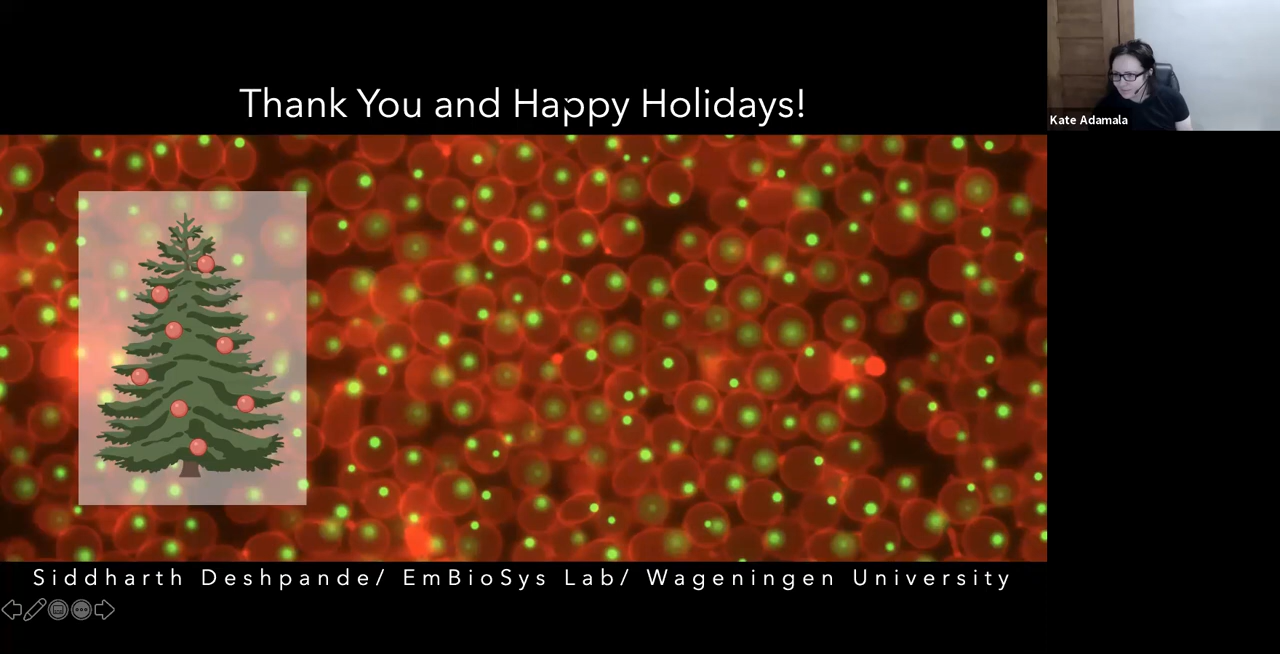 Thank You and Happy Holidays!
Kate Adamala
Siddharth Deshpande/ EmBioSys Lab/ Wageningen University